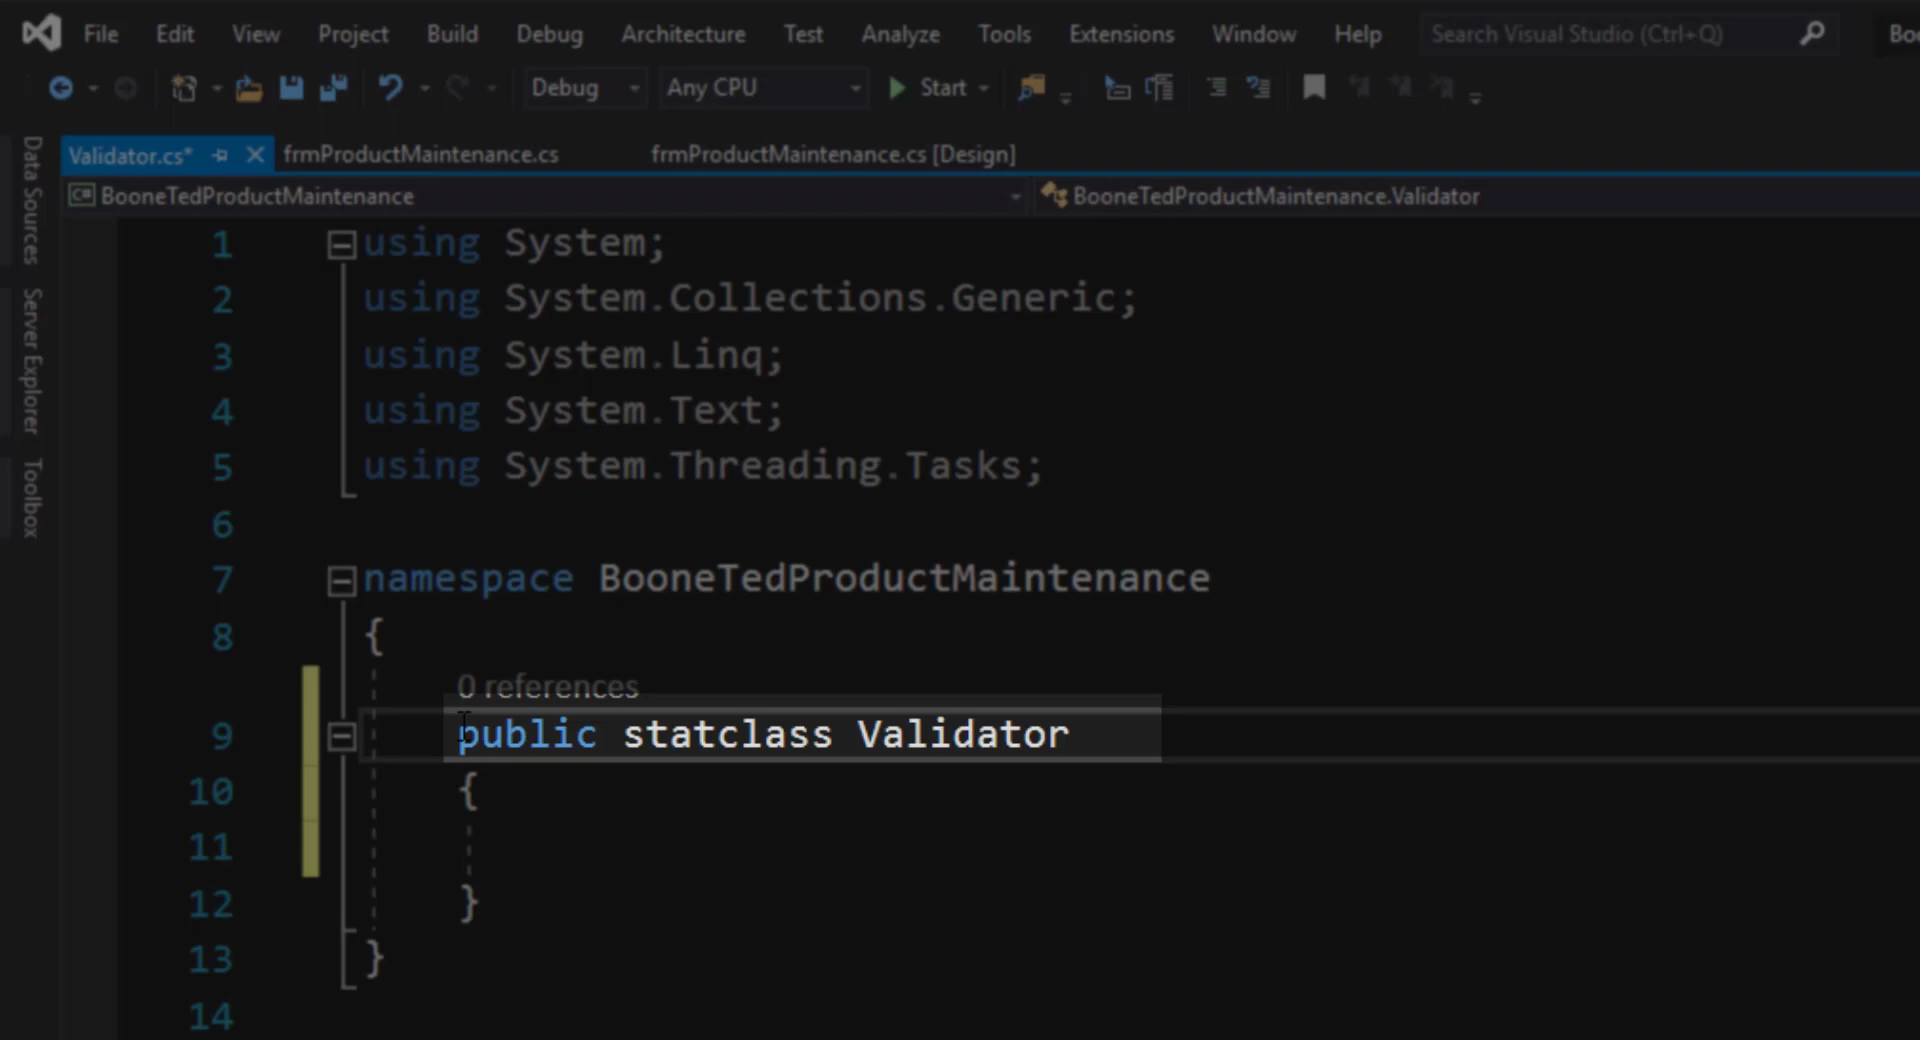 File Edit View Project Build Debug Architecture Test Analyze Tools Extensions Window Help Search Visual Studio (Ctrl+Q) Boo
Debug Any CPU Start
Data Sources
Server Explorer
Toolbox
Validator.cs* frmProductMaintenance.cs frmProductMaintenance.cs [Design]
C# BooneTedProductMaintenance BooneTedProductMaintenance.Validator
1 using System;
2 using System.Collections.Generic;
3 using System.Linq;
4 using System.Text;
5 using System.Threading.Tasks;
6
7 namespace BooneTedProductMaintenance
8 {
0 references
9 public statclass Validator
10 {
11
12 }
13 }
14